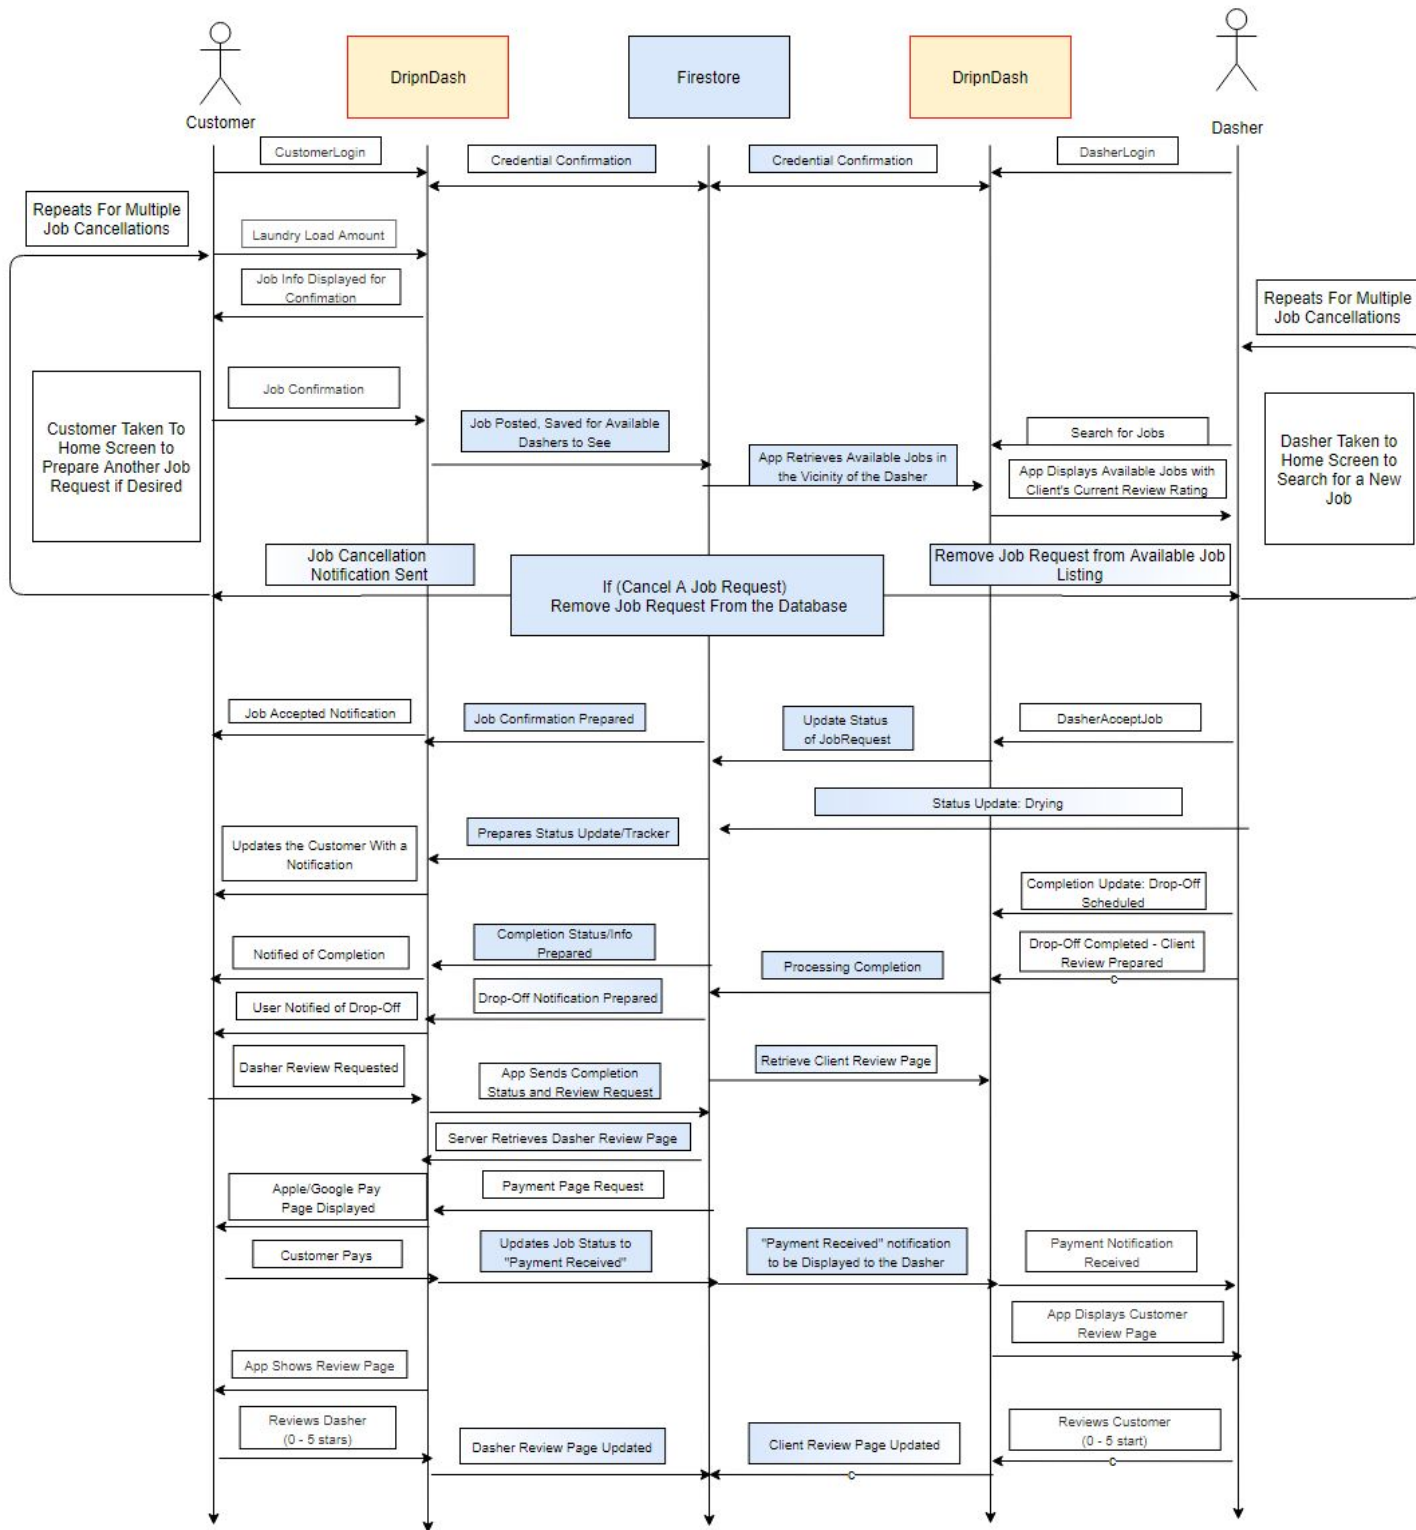 DripnDash
Firestore
DripnDash
Customer
Dasher
CustomerLogin
Credential Confirmation
Credential Confirmation
DasherLogin
Repeats For Multiple
Job Cancellations
Laundry Load Amount
Job Info Displayed for
Confimation
Repeats For Multiple
Job Cancellations
Job Confirmation
Customer Taken To
Home Screen to
Prepare Another Job
Request if Desired
Job Posted, Saved for Available
Dashers to See
Search for Jobs
App Retrieves Available Jobs in
the Vicinity of the Dasher
App Displays Available Jobs with
Client's Current Review Rating
Dasher Taken to
Home Screen to
Search for a New
Job
Job Cancellation
Notification Sent
If (Cancel A Job Request)
Remove Job Request From the Database
Remove Job Request from Available Job
Listing
Job Accepted Notification
Job Confirmation Prepared
Update Status
of JobRequest
DasherAcceptJob
Status Update: Drying
Prepares Status Update/Tracker
Updates the Customer With a
Notification
Completion Update: Drop-Off
Scheduled
Completion Status/Info
Prepared
Notified of Completion
Drop-Off Completed - Client
Review Prepared
C
Processing Completion
Drop-Off Notification Prepared
User Notified of Drop-Off
Dasher Review Requested
App Sends Completion
Status and Review Request
Retrieve Client Review Page
Server Retrieves Dasher Review Page
Payment Page Request
Apple/Google Pay
Page Displayed
Customer Pays
Updates Job Status to
"Payment Received"
"Payment Received" notification
to be Displayed to the Dasher
Payment Notification
Received
App Displays Customer
Review Page
App Shows Review Page
Reviews Dasher
(0 - 5 stars)
Dasher Review Page Updated
Client Review Page Updated
C
Reviews Customer
(0 - 5 start)
C